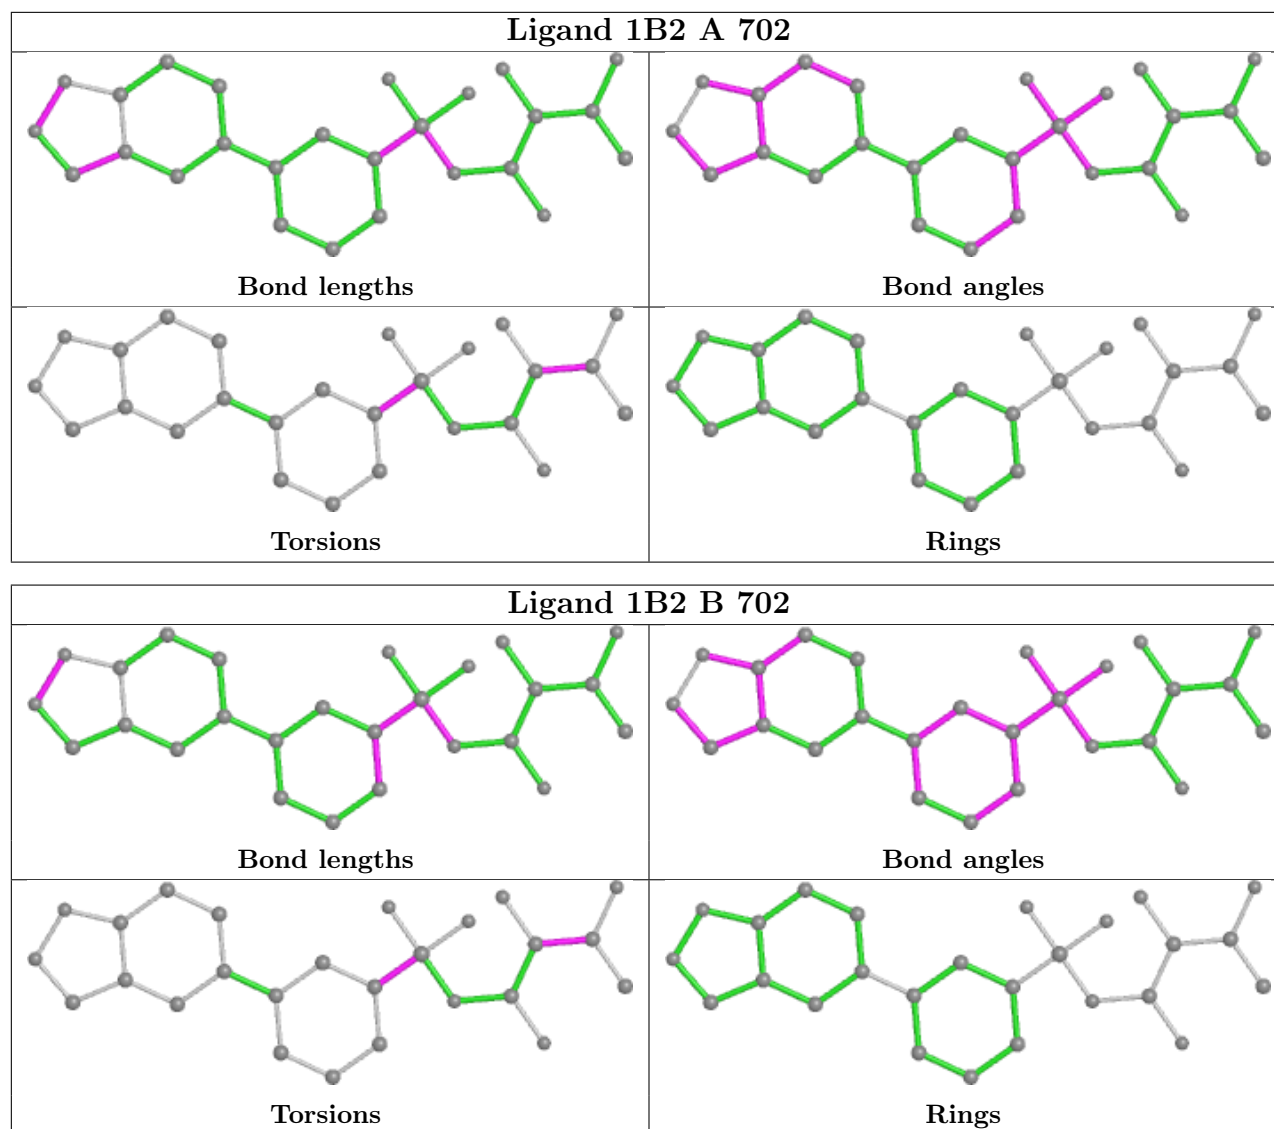 Ligand 1B2 A 702
Bond lengths
Bond angles
Torsions
Rings
Ligand 1B2 B 702
Bond lengths
Bond angles
Torsions
Rings